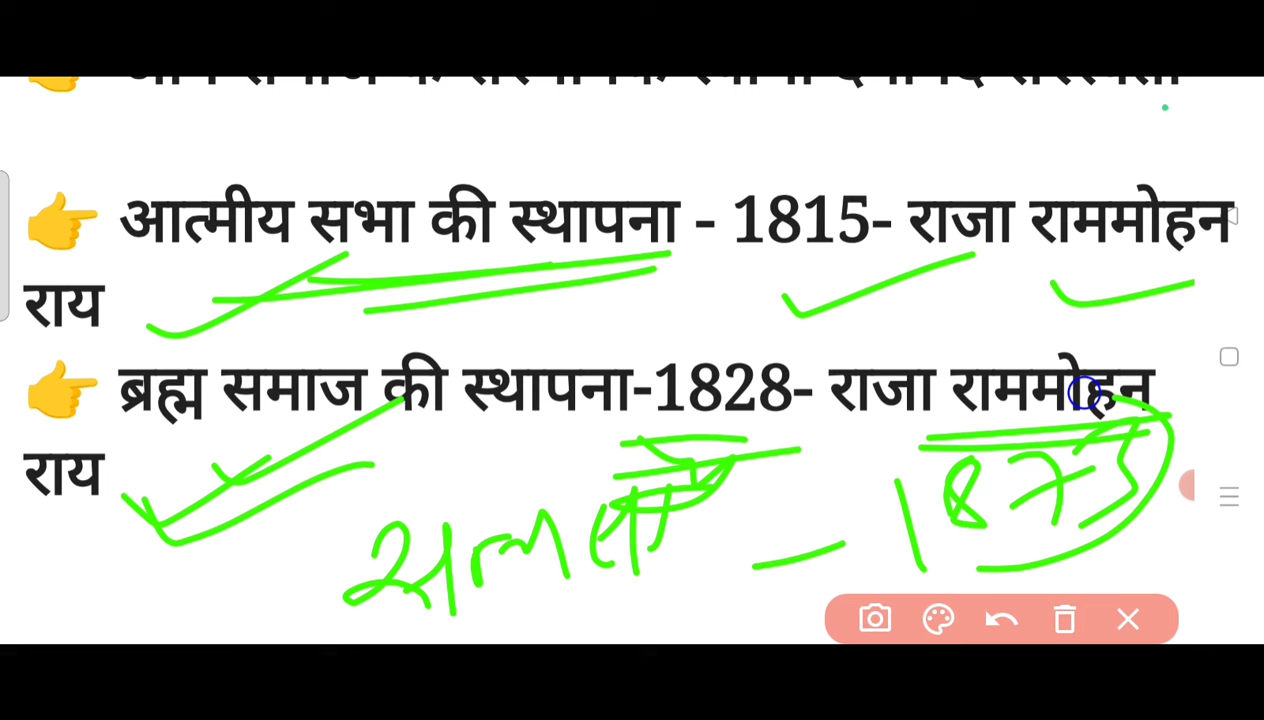 👉 आत्मीय सभा की स्थापना - 1815- राजा राममोहन
राय
👉 ब्रह्म समाज की स्थापना-1828- राजा राममोहन
राय
– 1873